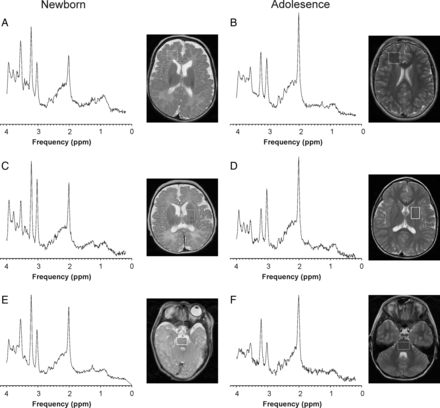 Newborn
Adolesence
A
B
4 3 2 1 0
Frequency (ppm)
4 3 2 1 0
Frequency (ppm)
C
D
4 3 2 1 0
Frequency (ppm)
4 3 2 1 0
Frequency (ppm)
E
F
4 3 2 1 0
Frequency (ppm)
4 3 2 1 0
Frequency (ppm)